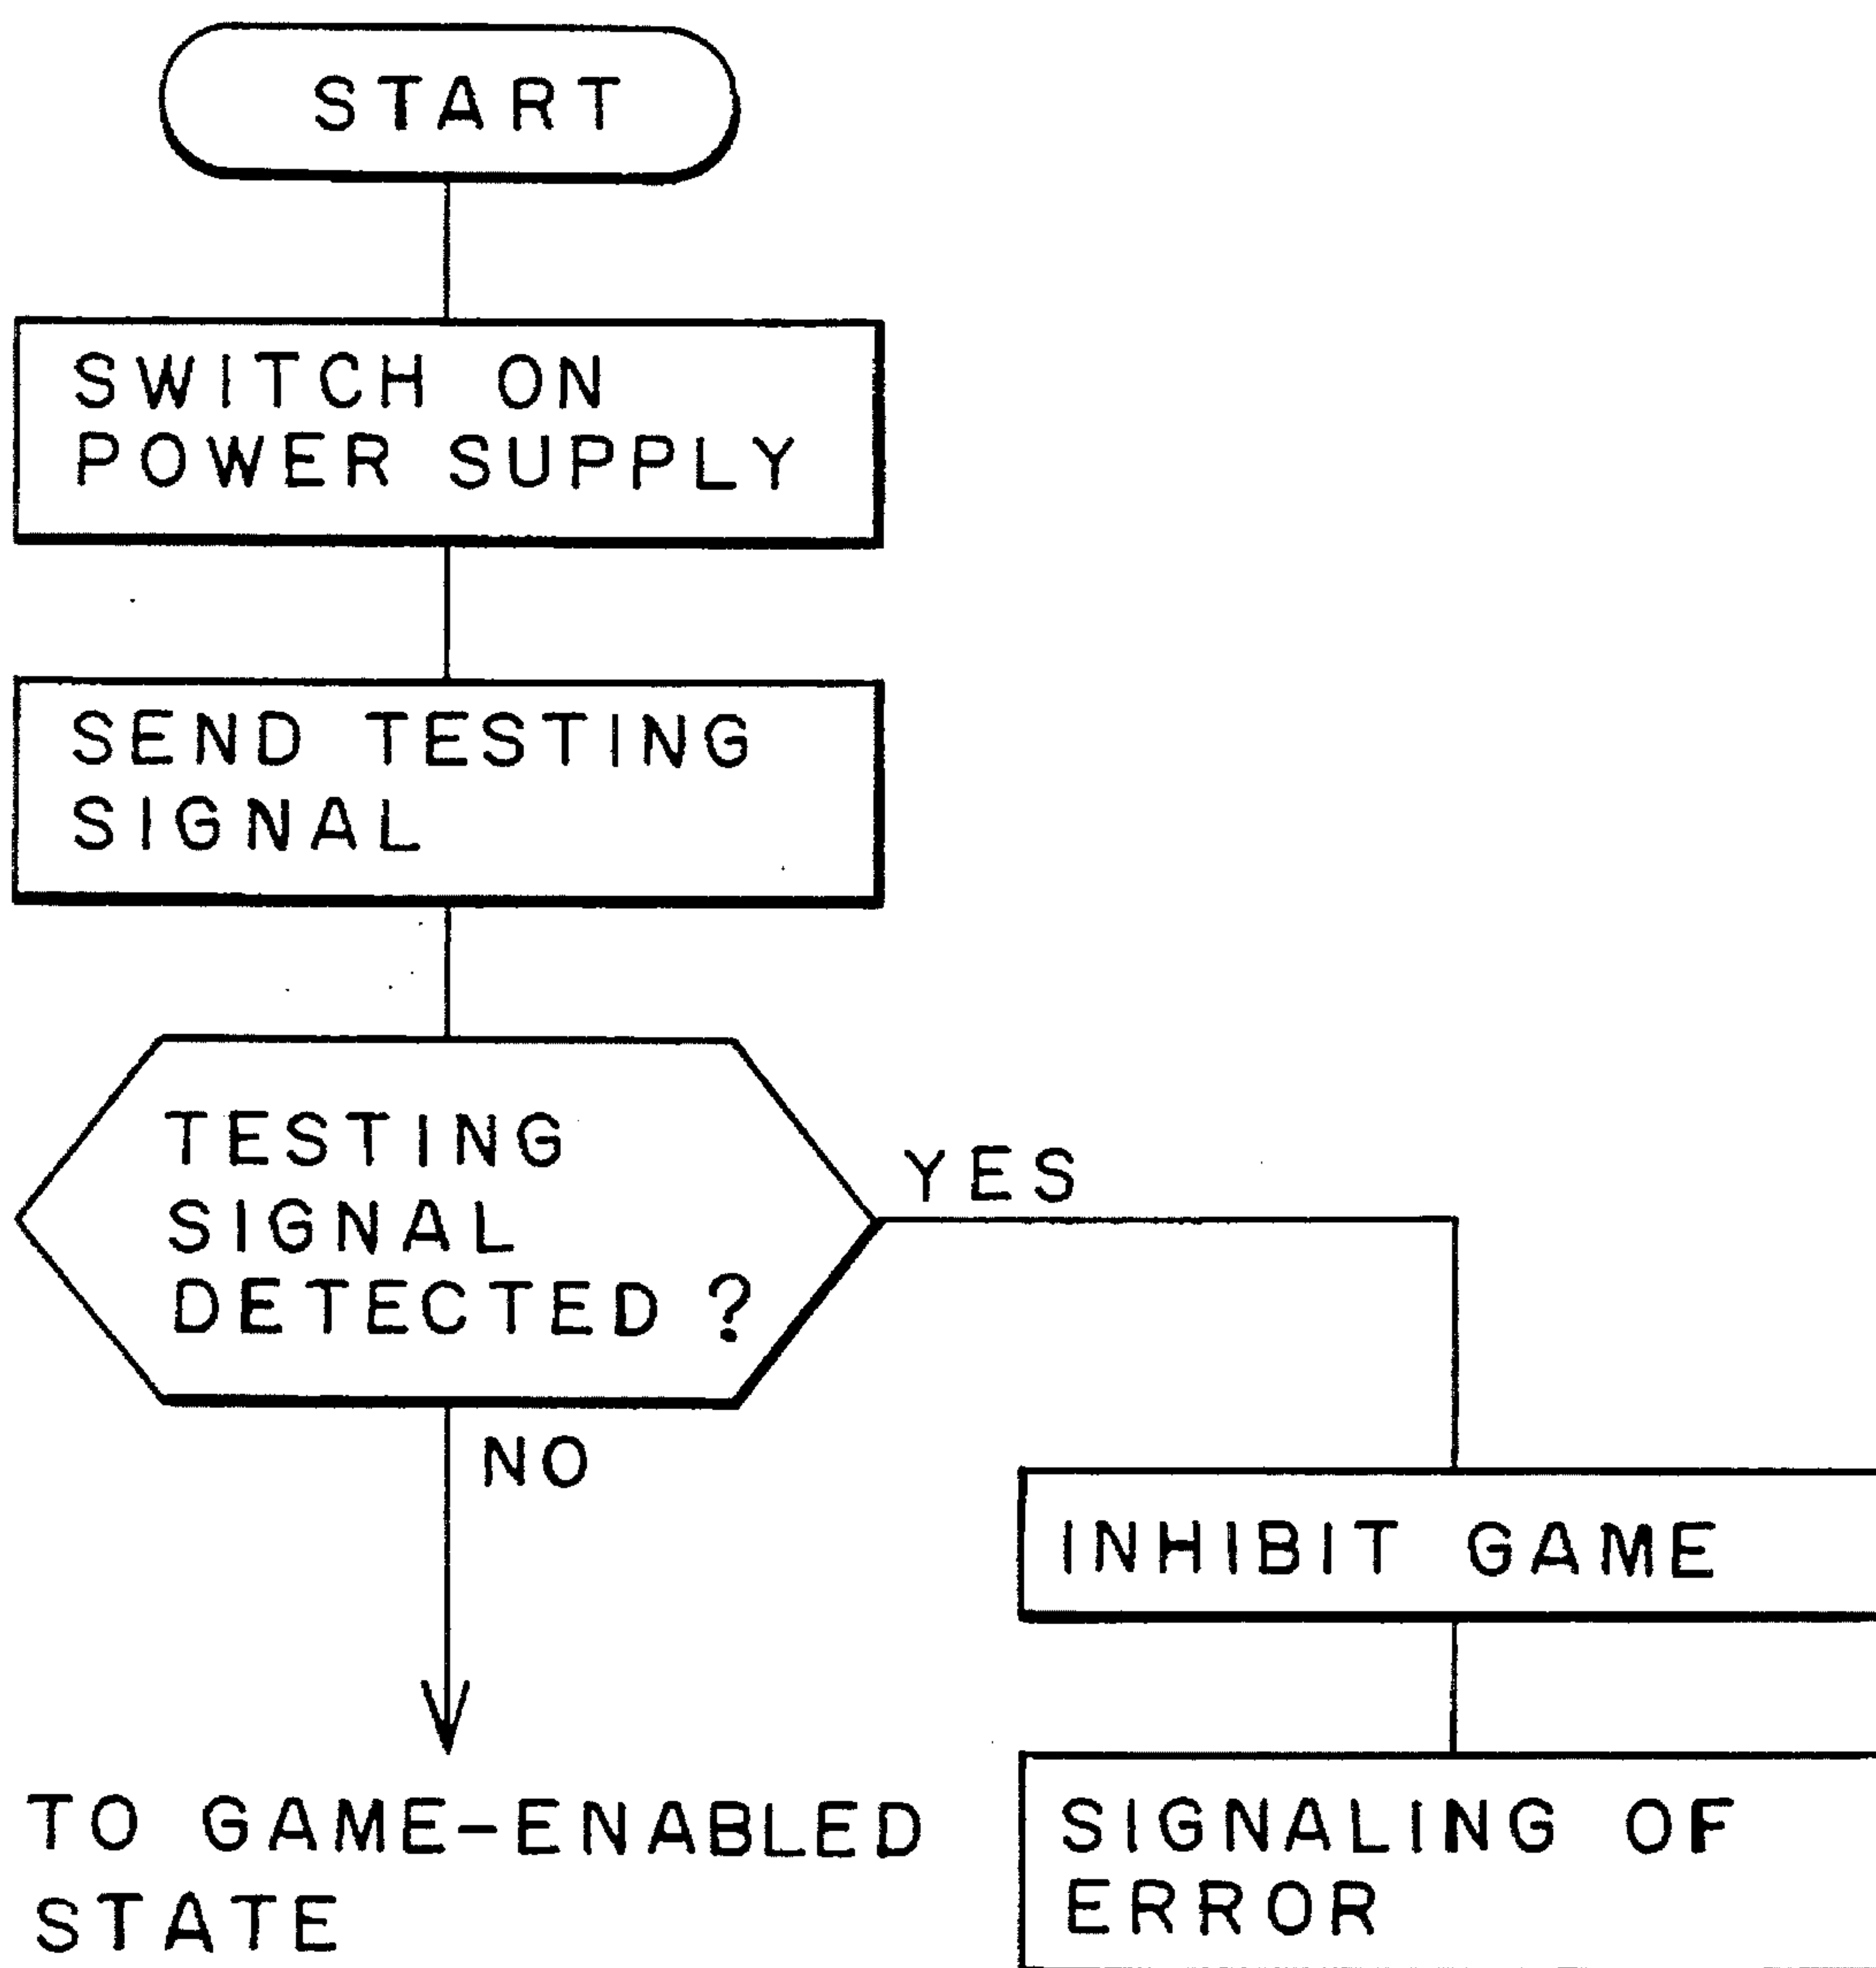 START
SWITCH ON
POWER SUPPLY
SEND TESTING
SIGNAL
TESTING
SIGNAL
DETECTED ?
YES
NO
INHIBIT GAME
TO GAME-ENABLED
STATE
SIGNALING OF
ERROR